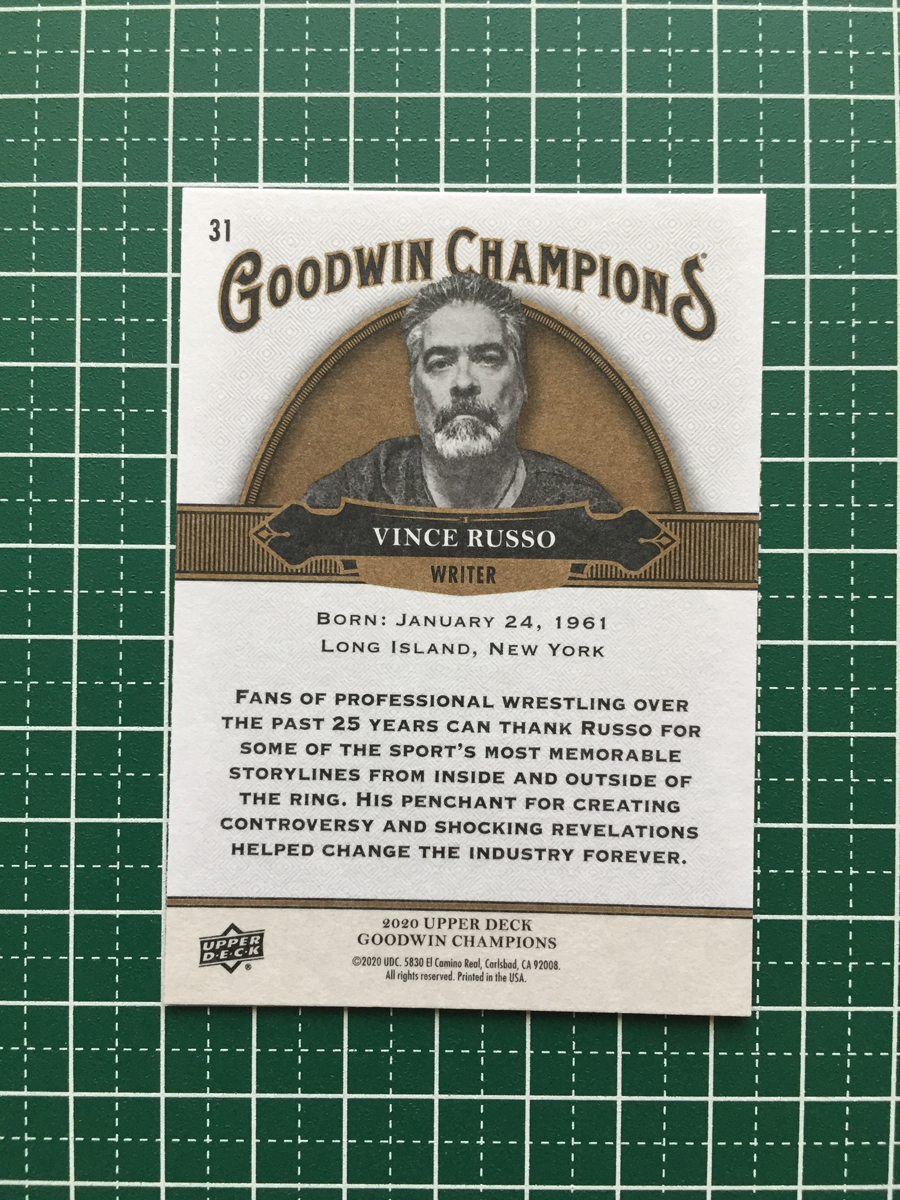 31
GOODWIN CHAMPIONS
VINCE RUSSO
WRITER
BORN: JANUARY 24, 1961
LONG ISLAND, NEW YORK
FANS OF PROFESSIONAL WRESTLING OVER
THE PAST 25 YEARS CAN THANK RUSSO FOR
SOME OF THE SPORT'S MOST MEMORABLE
STORYLINES FROM INSIDE AND OUTSIDE OF
THE RING. HIS PENCHANT FOR CREATING
CONTROVERSY AND SHOCKING REVELATIONS
HELPED CHANGE THE INDUSTRY FOREVER.
UPPER
D·E·C·K
®
2020 UPPER DECK
GOODWIN CHAMPIONS
©2020 UDC. 5830 El Camino Real, Carlsbad, CA 92008.
All rights reserved. Printed in the USA.